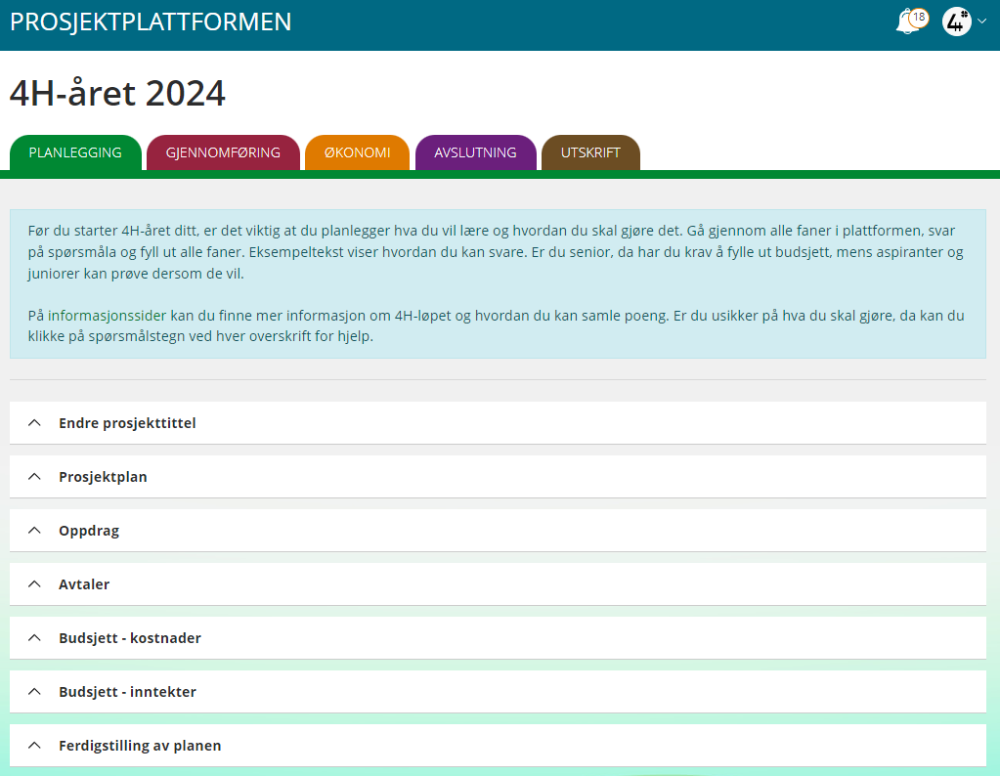 PROSJEKTPLATTFORMEN
18
4
4H-året 2024
PLANLEGGING
GJENNOMFØRING
ØKONOMI
AVSLUTNING
UTSKRIFT
Før du starter 4H-året ditt, er det viktig at du planlegger hva du vil lære og hvordan du skal gjøre det. Gå gjennom alle faner i plattformen, svar
på spørsmåla og fyll ut alle faner. Eksempeltekst viser hvordan du kan svare. Er du senior, da har du krav å fylle ut budsjett, mens aspiranter og
juniorer kan prøve dersom de vil.
På informasjonssider kan du finne mer informasjon om 4H-løpet og hvordan du kan samle poeng. Er du usikker på hva du skal gjøre, da kan du
klikke på spørsmålstegn ved hver overskrift for hjelp.
Endre prosjekttittel
Prosjektplan
Oppdrag
Avtaler
Budsjett - kostnader
Budsjett - inntekter
Ferdigstilling av planen